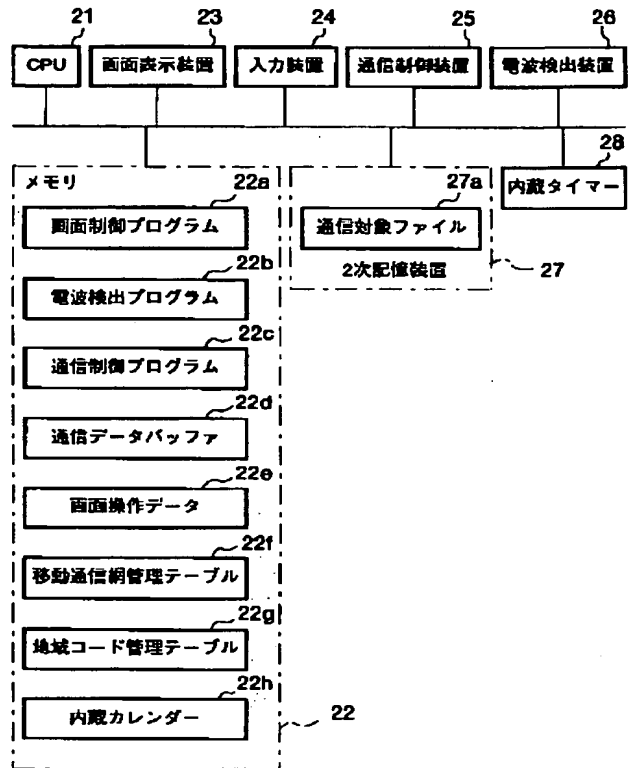 21 23 24 25 26
CPU 画面表示装置 入力装置 通信制御装置 電波検出装置
28
内蔵タイマー
メモリ
22a
画面制御プログラム
22b
電波検出プログラム
22c
通信制御プログラム
22d
通信データバッファ
22e
画面操作データ
22f
移動通信網管理テーブル
22g
地域コード管理テーブル
22h
内蔵カレンダー
22
27a
通信対象ファイル
2次記憶装置
27